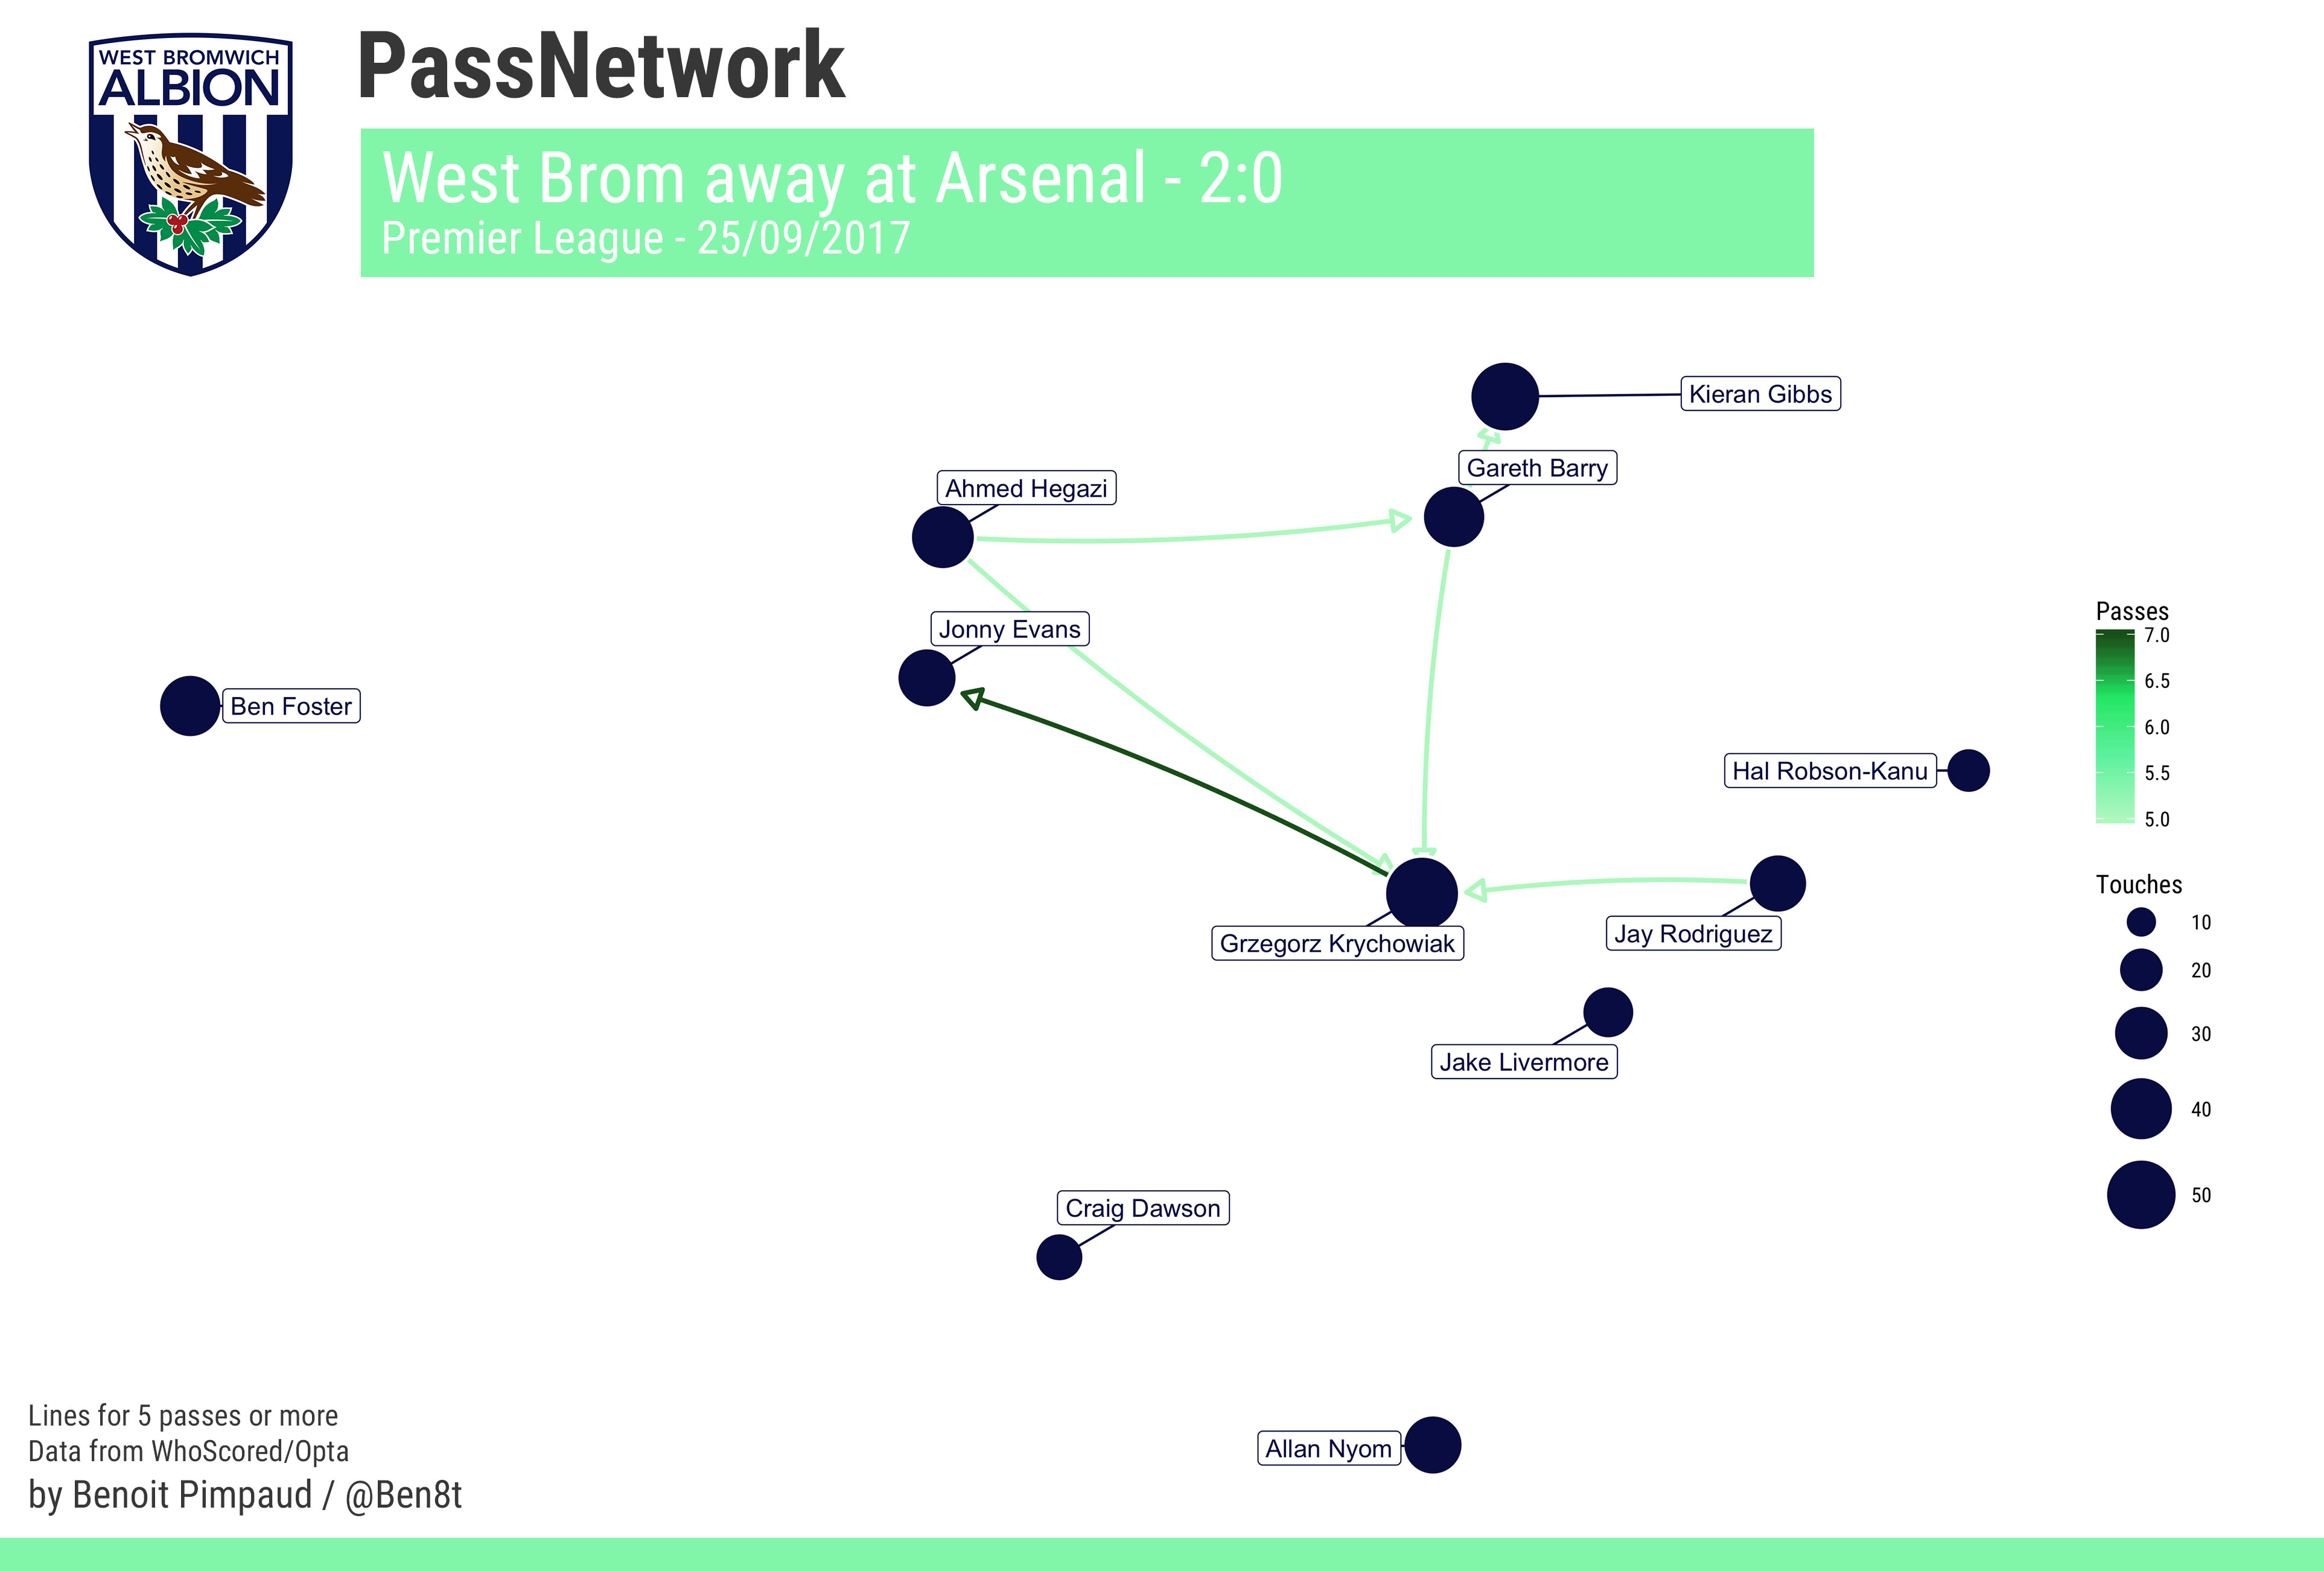 WEST BROMWICH
ALBION
PassNetwork
West Brom away at Arsenal - 2:0
Premier League - 25/09/2017
Kieran Gibbs
Gareth Barry
Ahmed Hegazi
Jonny Evans
Ben Foster
Hal Robson-Kanu
Grzegorz Krychowiak
Jay Rodriguez
Jake Livermore
Craig Dawson
Allan Nyom
Passes
7.0
6.5
6.0
5.5
5.0
Touches
10
20
30
40
50
Lines for 5 passes or more
Data from WhoScored/Opta
by Benoit Pimpaud / @Ben8t